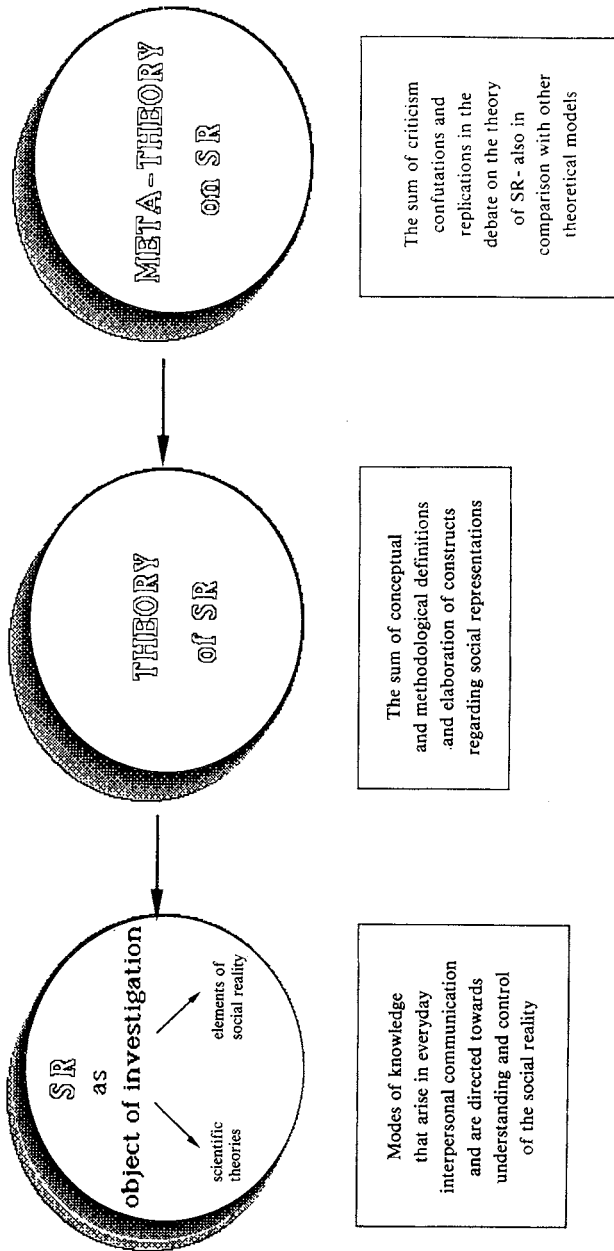 SR
as
object of investigation
scientific
theories
elements of
social reality
THEORY
of SR
META-THEORY
on SR
Modes of knowledge
that arise in everyday
interpersonal communication
and are directed towards
understanding and control
of the social reality
The sum of conceptual
and methodological definitions
and elaboration of constructs
regarding social representations
The sum of criticism
confutations and
replications in the
debate on the theory
of SR- also in
comparison with other
theoretical models